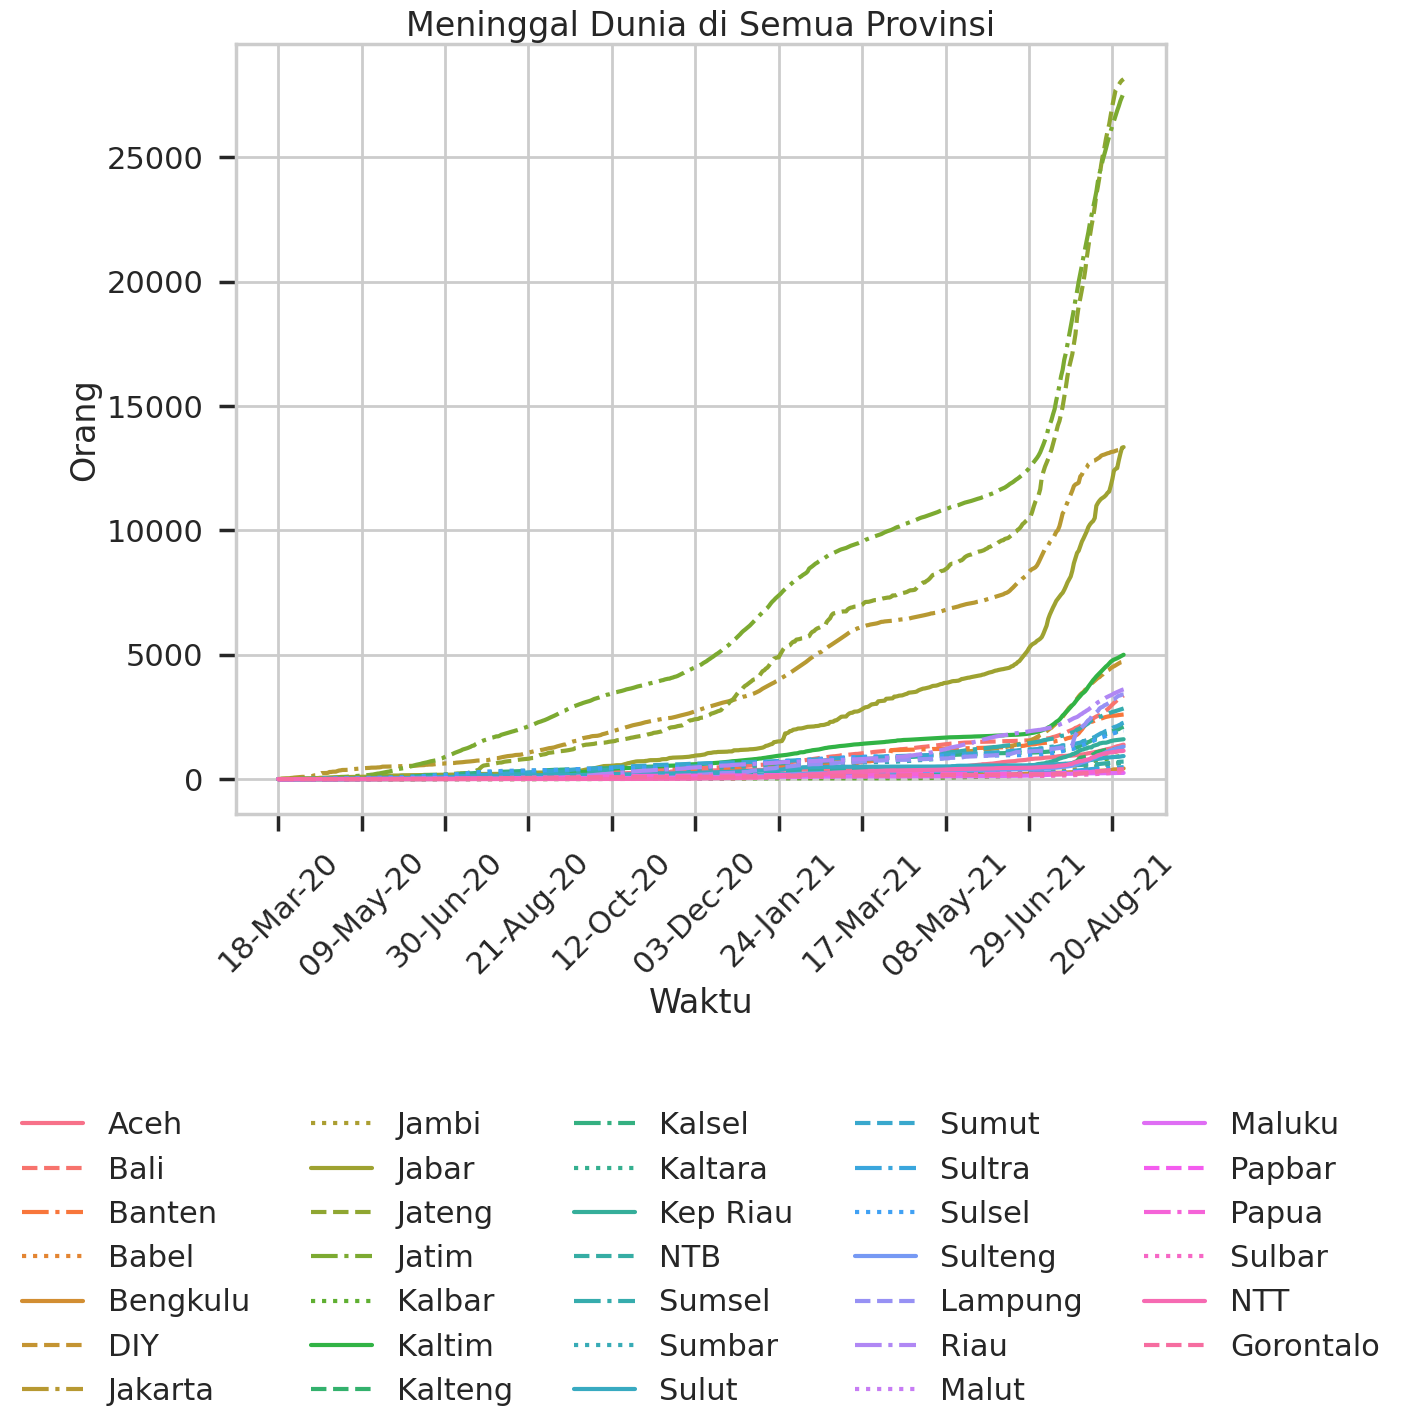 Meninggal Dunia di Semua Provinsi
25000
20000
15000
10000
5000
0
Orang
18-Mar-20
09-May-20
30-Jun-20
21-Aug-20
12-Oct-20
03-Dec-20
24-Jan-21
17-Mar-21
08-May-21
29-Jun-21
20-Aug-21
Waktu
Aceh
Bali
Banten
Babel
Bengkulu
DIY
Jakarta
Jambi
Jabar
Jateng
Jatim
Kalbar
Kaltim
Kalteng
Kalsel
Kaltara
Kep Riau
NTB
Sumsel
Sumbar
Sulut
Sumut
Sultra
Sulsel
Sulteng
Lampung
Riau
Malut
Maluku
Papbar
Papua
Sulbar
NTT
Gorontalo